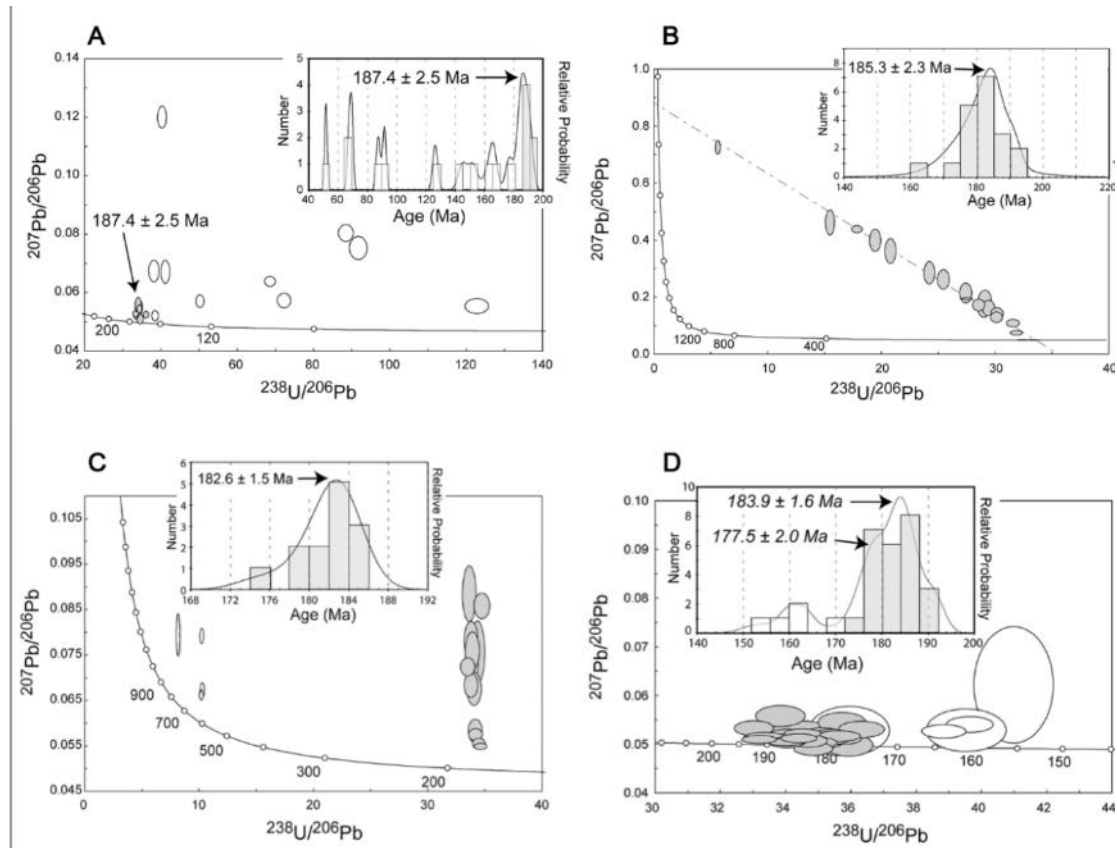 A
0.14
0.12
0.10
0.08
0.06
0.04
207Pb/206Pb
187.4 ± 2.5 Ma
200
120
20 40 60 80 100 120 140
238U/206Pb
5
4
3
2
1
0
Number
187.4 ± 2.5 Ma
Relative Probability
40 60 80 100 120 140 160 180 200
Age (Ma)
B
1.0
0.8
0.6
0.4
0.2
0.0
207Pb/206Pb
1200 800 400
0 10 20 30 40
238U/206Pb
8
6
4
2
0
Number
185.3 ± 2.3 Ma
140 160 180 200 220
Age (Ma)
C
0.105
0.095
0.085
0.075
0.065
0.055
0.045
207Pb/206Pb
900
700
500
300
200
0 10 20 30 40
238U/206Pb
6
5
4
3
2
1
0
Number
182.6 ± 1.5 Ma
Relative Probability
168 172 176 180 184 188 192
Age (Ma)
D
0.10
0.09
0.08
0.07
0.06
0.05
0.04
207Pb/206Pb
200 190 180 170 160 150
30 32 34 36 38 40 42 44
238U/206Pb
10
8
6
4
2
0
Number
183.9 ± 1.6 Ma
177.5 ± 2.0 Ma
Relative Probability
140 150 160 170 180 190 200
Age (Ma)